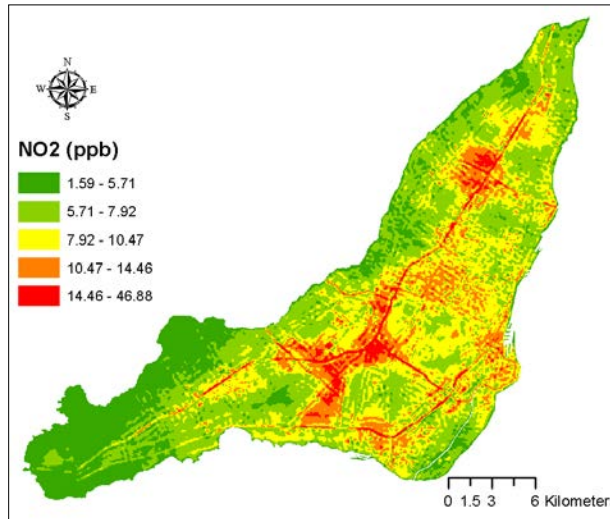 N
W E
S
NO2 (ppb)
1.59 - 5.71
5.71 - 7.92
7.92 - 10.47
10.47 - 14.46
14.46 - 46.88
0 1.5 3 6 Kilometer